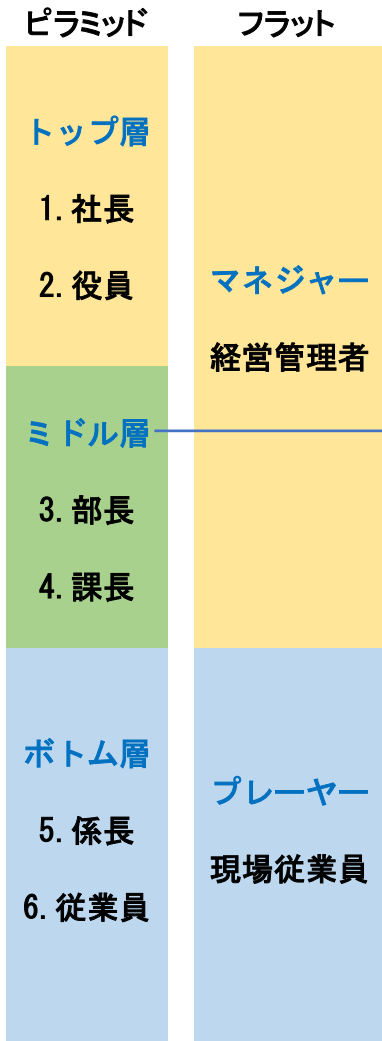 ピラミッド
フラット
トップ層
1. 社長
2. 役員
ミドル層
3. 部長
4. 課長
ボトム層
5. 係長
6. 従業員
マネジャー
経営管理者
プレーヤー
現場従業員